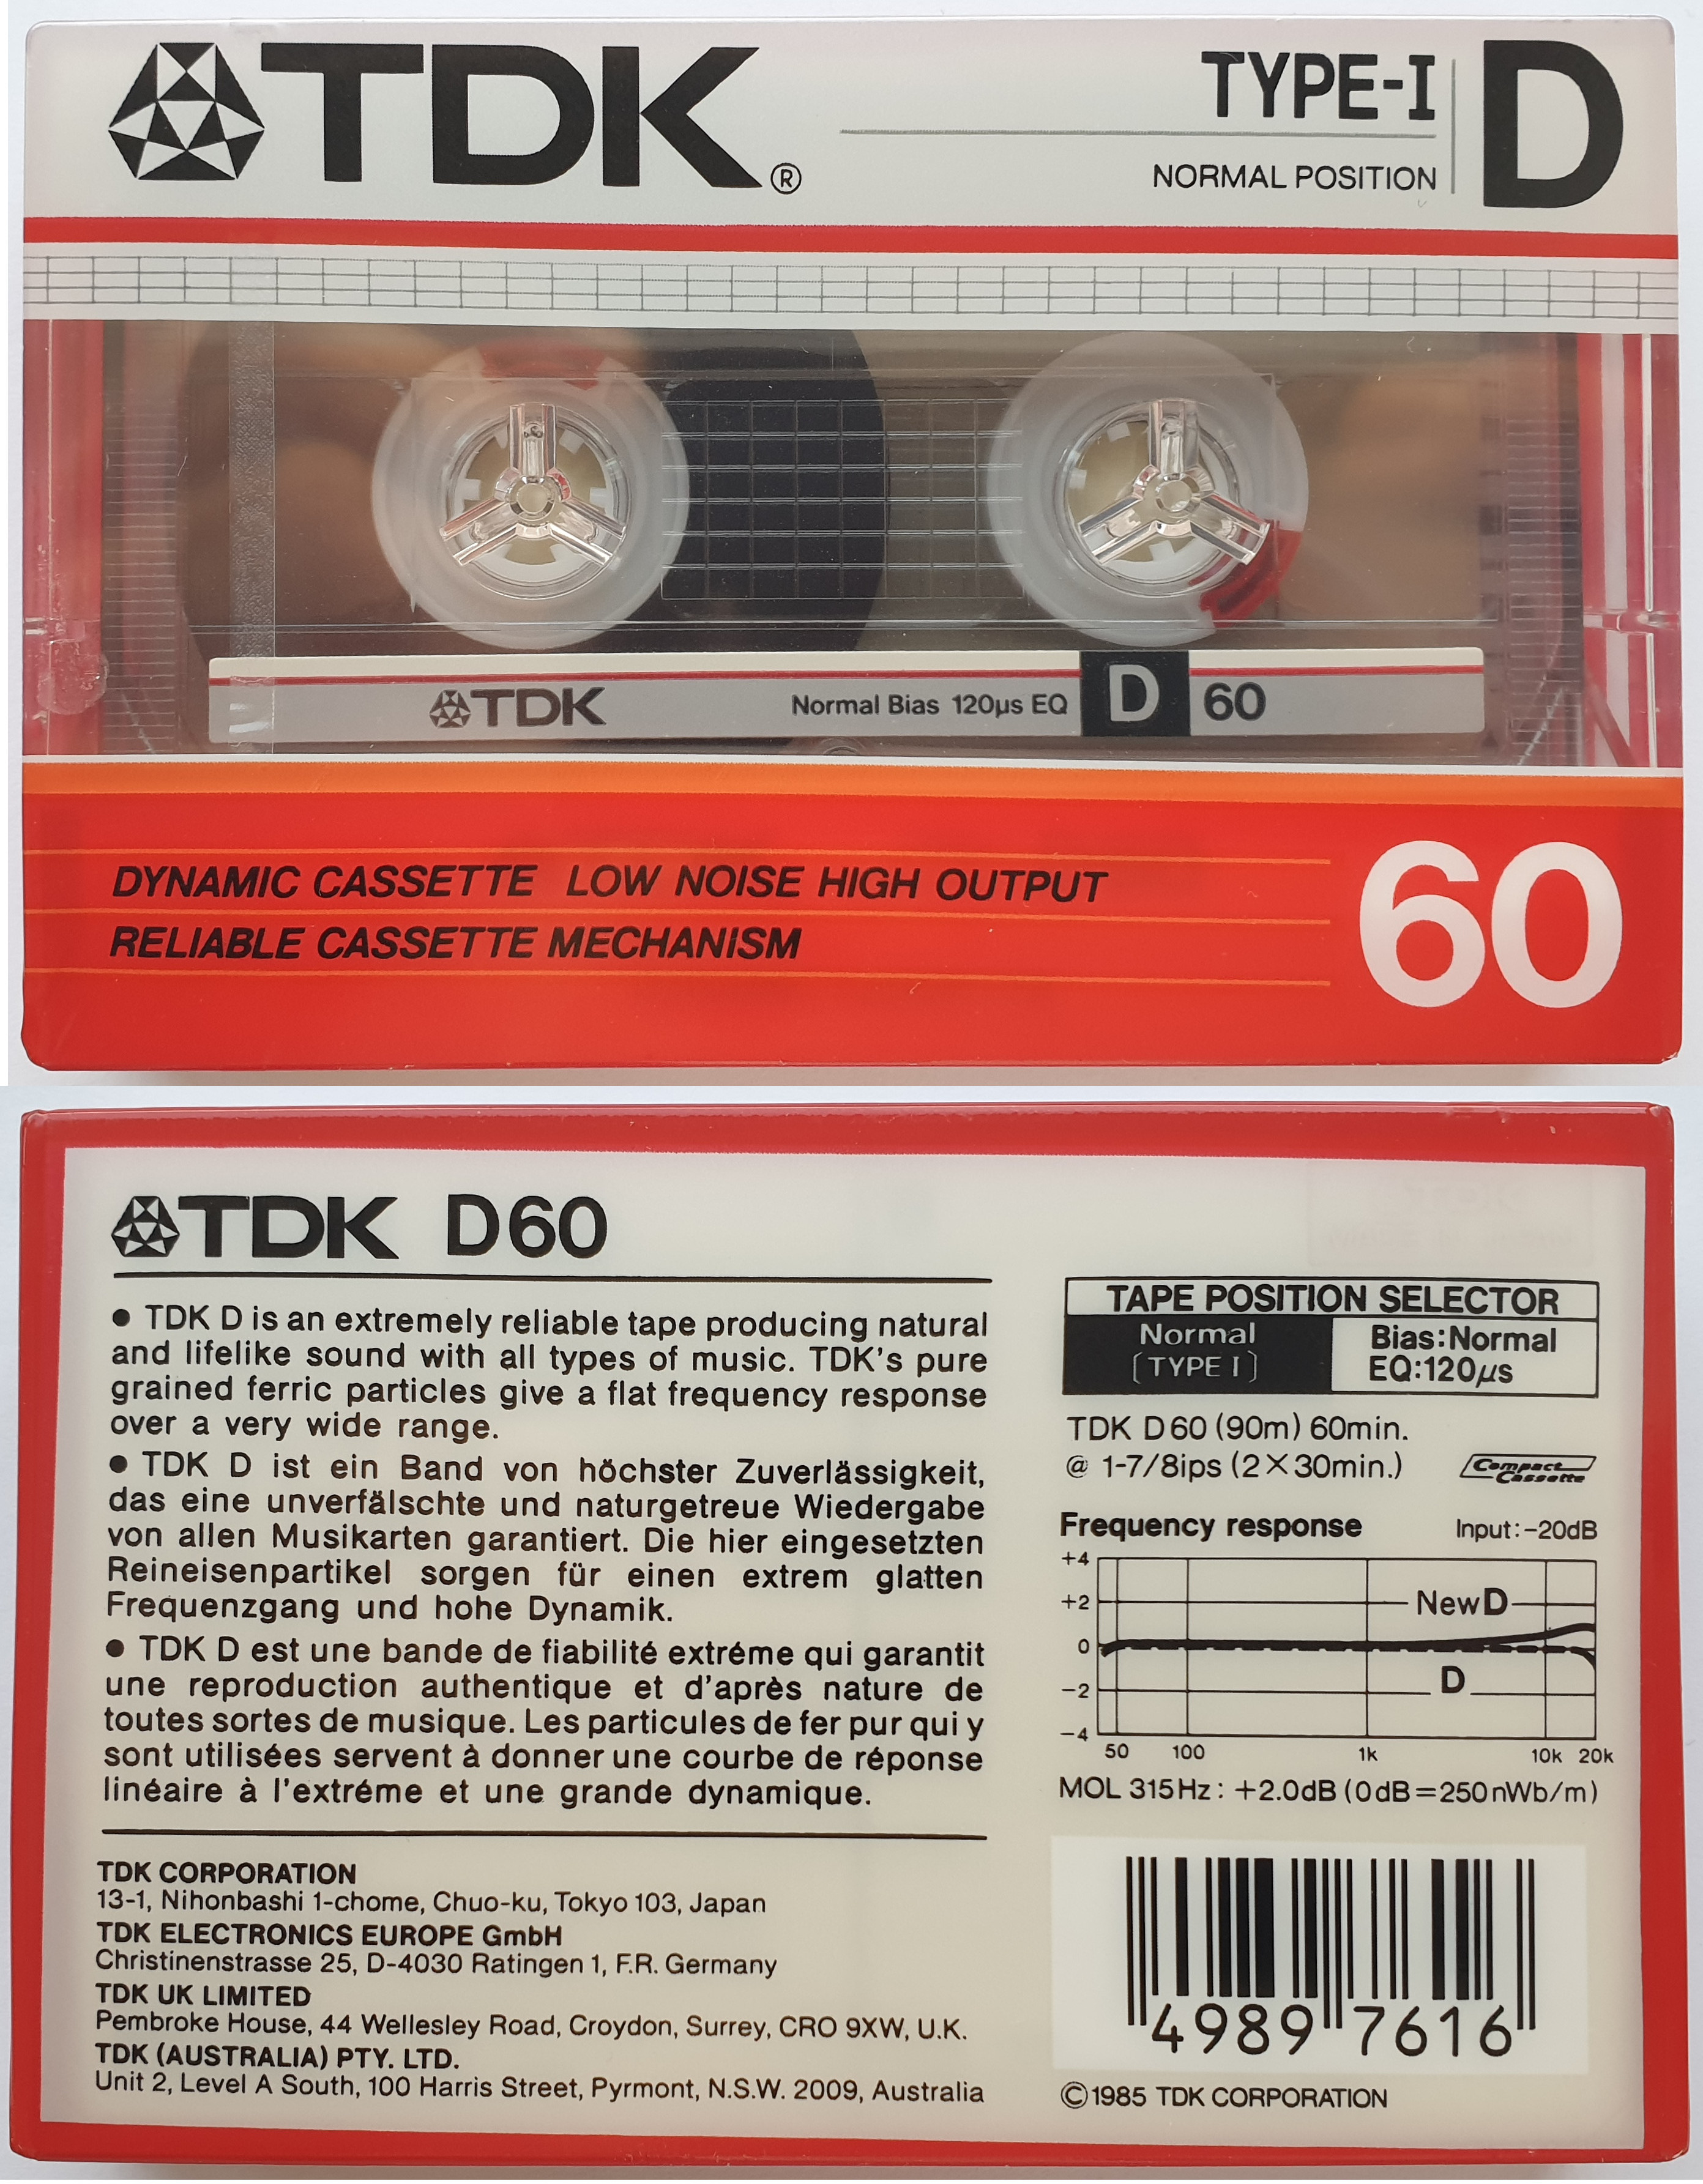 TDK®
TYPE-I
NORMAL POSITION
D
TDK
Normal Bias 120µs EQ
D
60
DYNAMIC CASSETTE LOW NOISE HIGH OUTPUT
RELIABLE CASSETTE MECHANISM
60
TDK D60
● TDK D is an extremely reliable tape producing natural
and lifelike sound with all types of music. TDK's pure
grained ferric particles give a flat frequency response
over a very wide range.
● TDK D ist ein Band von höchster Zuverlässigkeit,
das eine unverfälschte und naturgetreue Wiedergabe
von allen Musikarten garantiert. Die hier eingesetzten
Reineisenpartikel sorgen für einen extrem glatten
Frequenzgang und hohe Dynamik.
● TDK D est une bande de fiabilité extréme qui garantit
une reproduction authentique et d'après nature de
toutes sortes de musique. Les particules de fer pur qui y
sont utilisées servent à donner une courbe de réponse
linéaire à l'extréme et une grande dynamique.
TDK CORPORATION
13-1, Nihonbashi 1-chome, Chuo-ku, Tokyo 103, Japan
TDK ELECTRONICS EUROPE GmbH
Christinenstrasse 25, D-4030 Ratingen 1, F.R. Germany
TDK UK LIMITED
Pembroke House, 44 Wellesley Road, Croydon, Surrey, CRO 9XW, U.K.
TDK (AUSTRALIA) PTY. LTD.
Unit 2, Level A South, 100 Harris Street, Pyrmont, N.S.W. 2009, Australia
TAPE POSITION SELECTOR
Normal
[TYPE I]
Bias:Normal
EQ:120µs
TDK D60 (90m) 60min.
@ 1-7/8ips (2×30min.)
Compact
Cassette
Frequency response
Input:-20dB
+4
+2
0
-2
-4
New D
D
50 100 1k 10k 20k
MOL 315Hz: +2.0dB (0dB=250nWb/m)
4989 7616
©1985 TDK CORPORATION